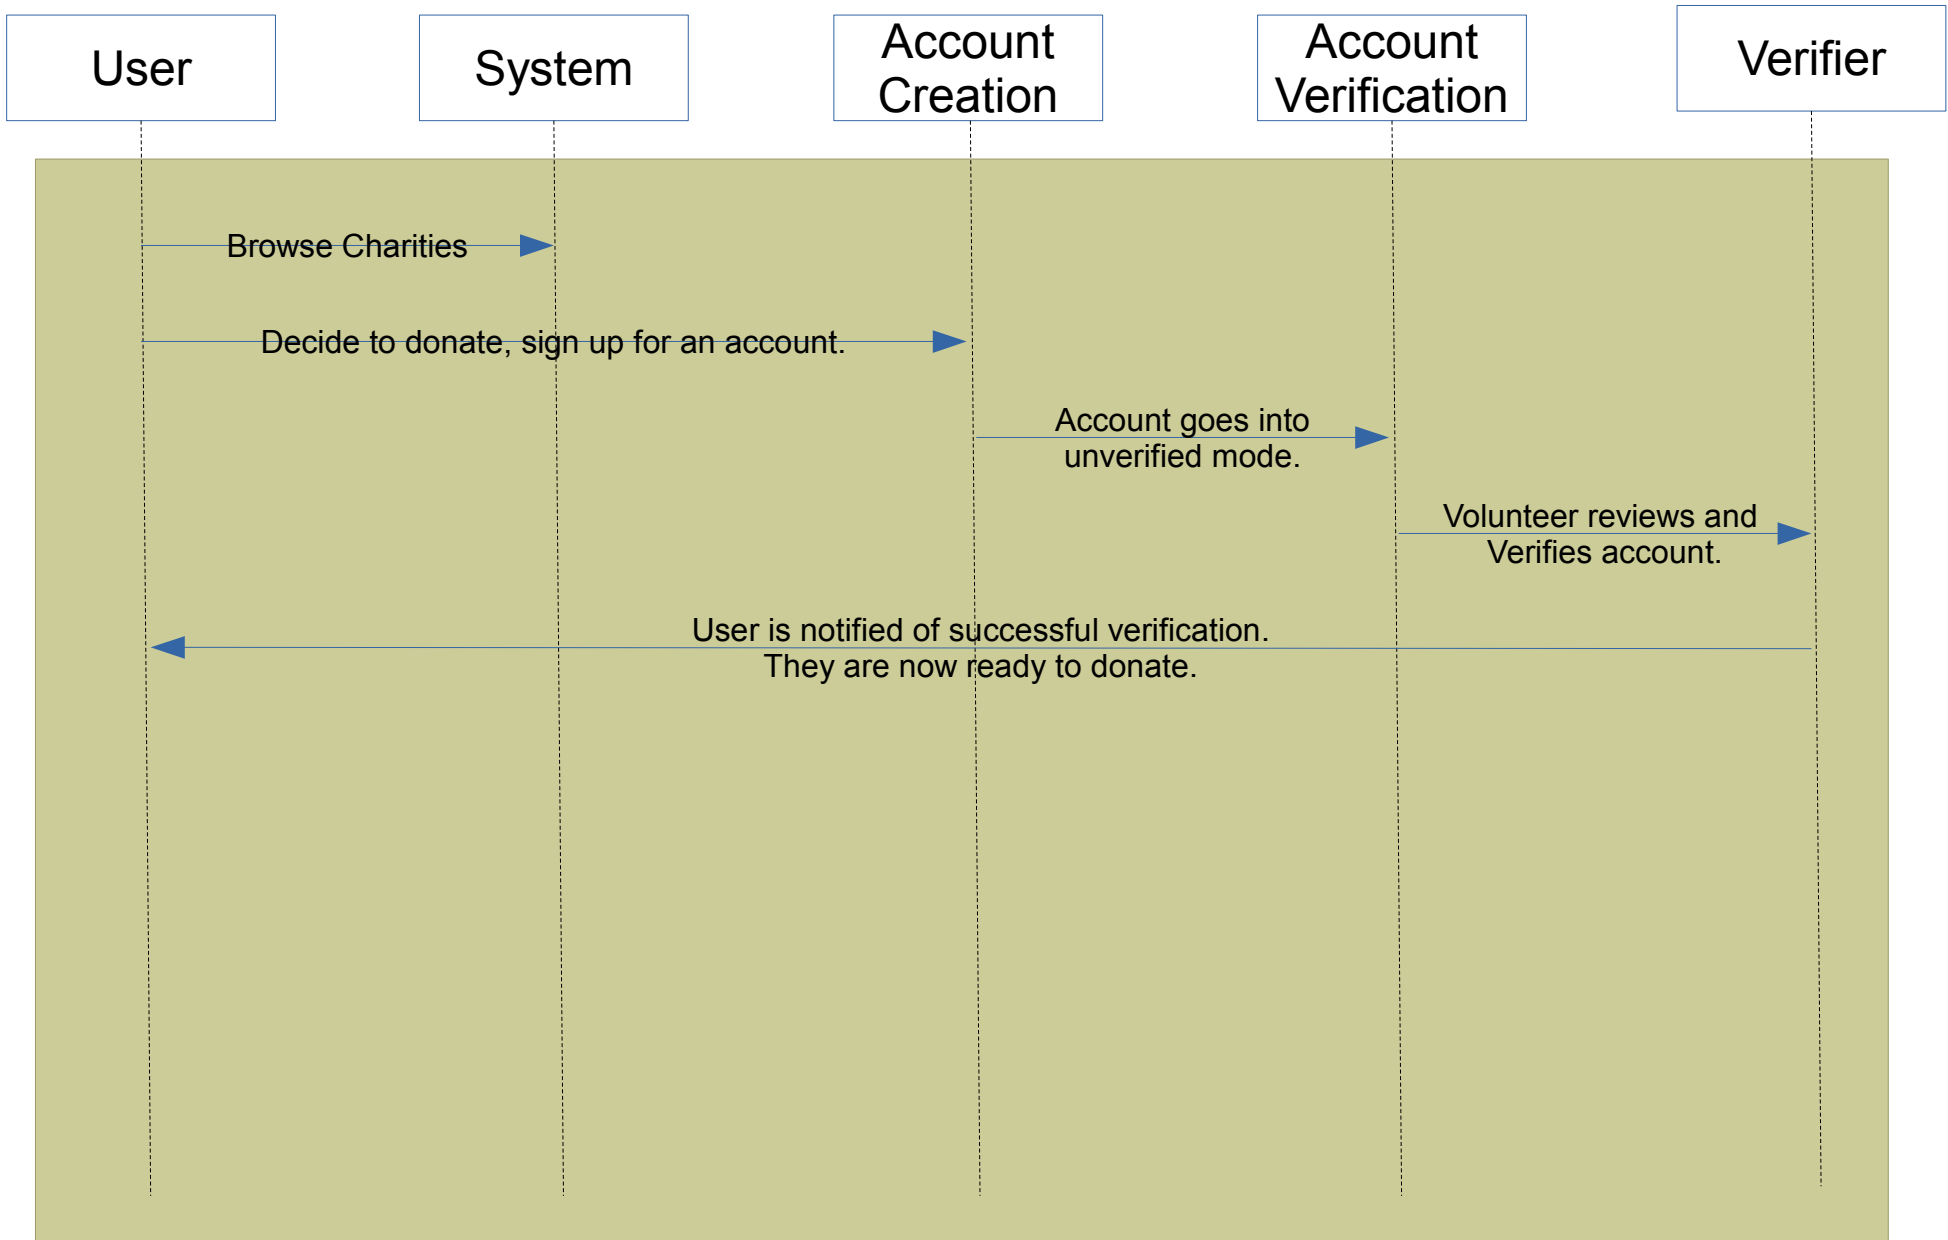 User
System
Account
Creation
Account
Verification
Verifier
Browse Charities
Decide to donate, sign up for an account.
Account goes into
unverified mode.
Volunteer reviews and
Verifies account.
User is notified of successful verification.
They are now ready to donate.